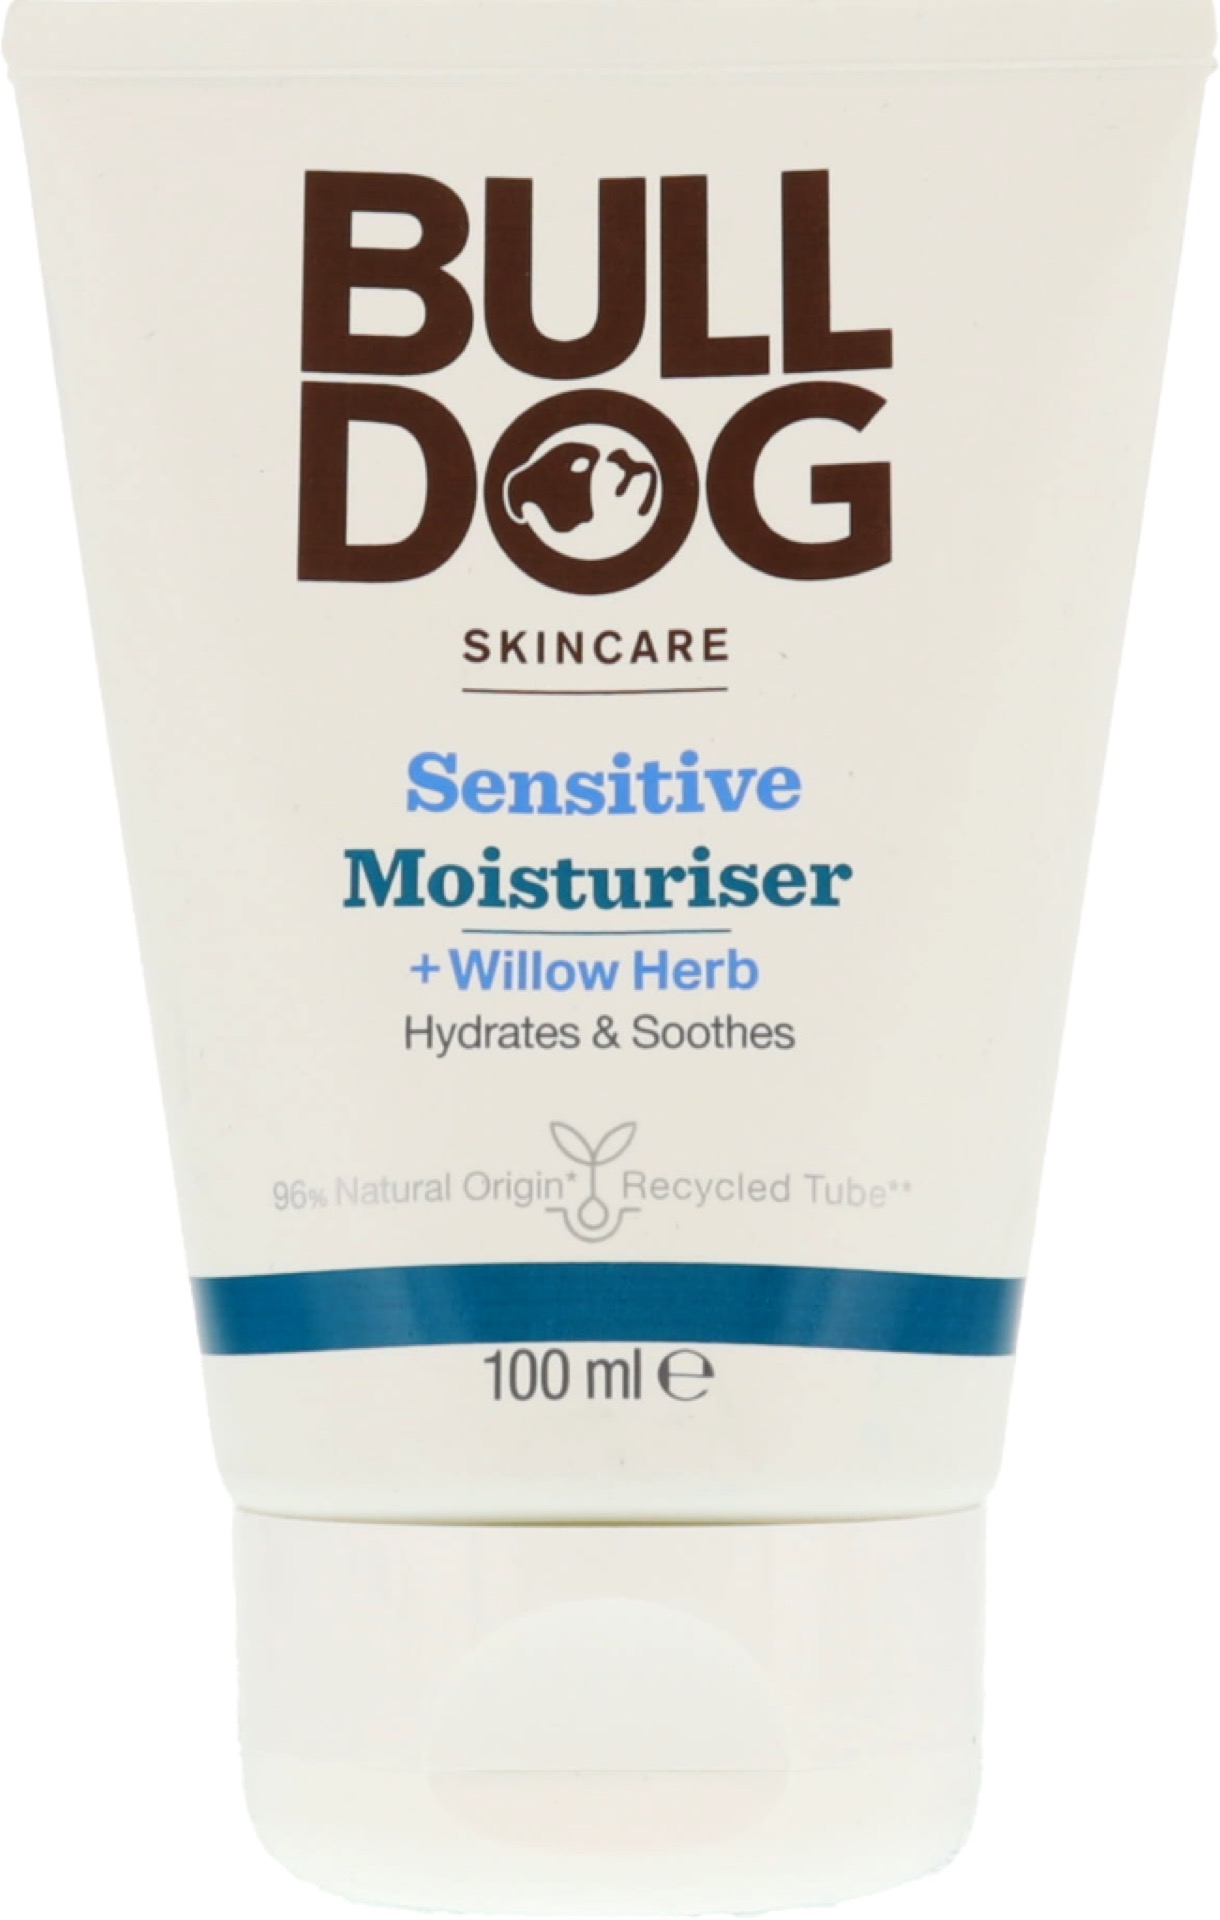 BULL
DOG
SKINCARE
Sensitive
Moisturiser
+ Willow Herb
Hydrates & Soothes
96% Natural Origin* Recycled Tube**
100 ml ℮